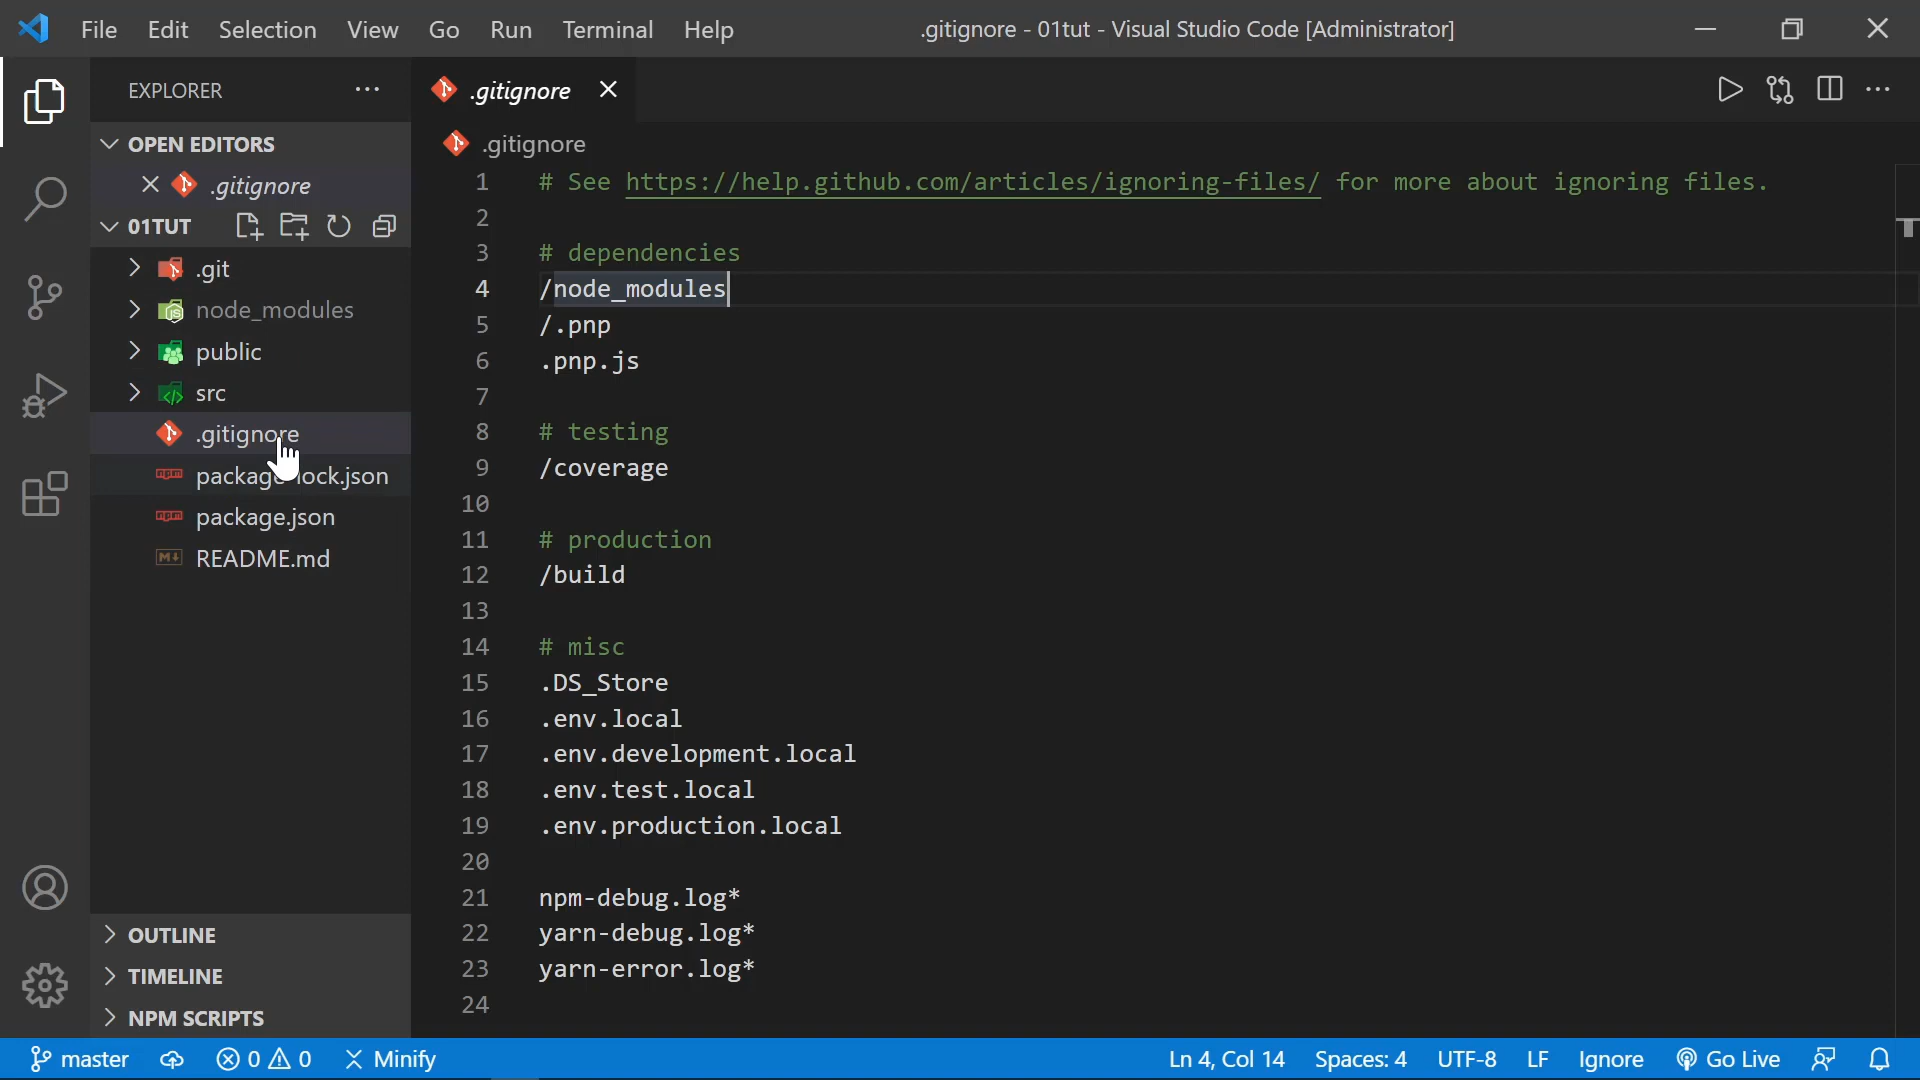 File Edit Selection View Go Run Terminal Help .gitignore - 01tut - Visual Studio Code [Administrator]
EXPLORER
OPEN EDITORS
.gitignore
01TUT
.git
node_modules
public
src
.gitignore
package-lock.json
package.json
README.md
OUTLINE
TIMELINE
NPM SCRIPTS
.gitignore
.gitignore
1 # See https://help.github.com/articles/ignoring-files/ for more about ignoring files.
2
3 # dependencies
4 /node_modules
5 /.pnp
6 .pnp.js
7
8 # testing
9 /coverage
10
11 # production
12 /build
13
14 # misc
15 .DS_Store
16 .env.local
17 .env.development.local
18 .env.test.local
19 .env.production.local
20
21 npm-debug.log*
22 yarn-debug.log*
23 yarn-error.log*
24
master 0 0 Minify Ln 4, Col 14 Spaces: 4 UTF-8 LF Ignore Go Live